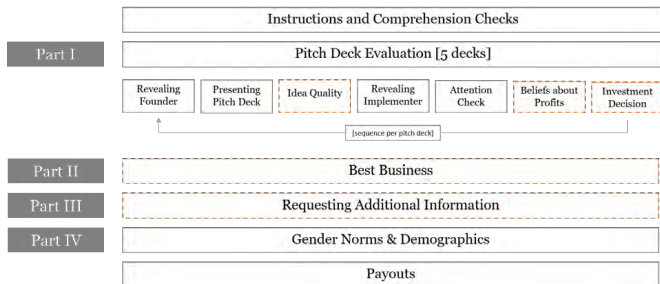 Instructions and Comprehension Checks
Part I
Pitch Deck Evaluation [5 decks]
Revealing
Founder
Presenting
Pitch Deck
Idea Quality
Revealing
Implementer
Attention
Check
Beliefs about
Profits
Investment
Decision
[sequence per pitch deck]
Part II
Best Business
Part III
Requesting Additional Information
Part IV
Gender Norms & Demographics
Payouts